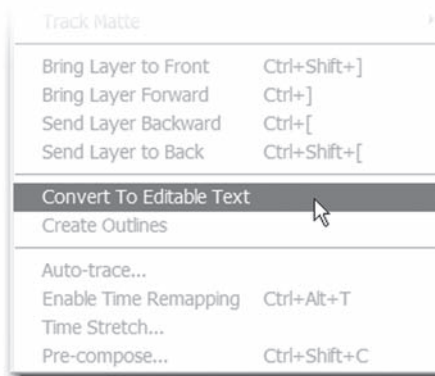 Track Matte
Bring Layer to Front Ctrl+Shift+]
Bring Layer Forward Ctrl+]
Send Layer Backward Ctrl+[
Send Layer to Back Ctrl+Shift+[
Convert To Editable Text
Create Outlines
Auto-trace...
Enable Time Remapping Ctrl+Alt+T
Time Stretch...
Pre-compose... Ctrl+Shift+C